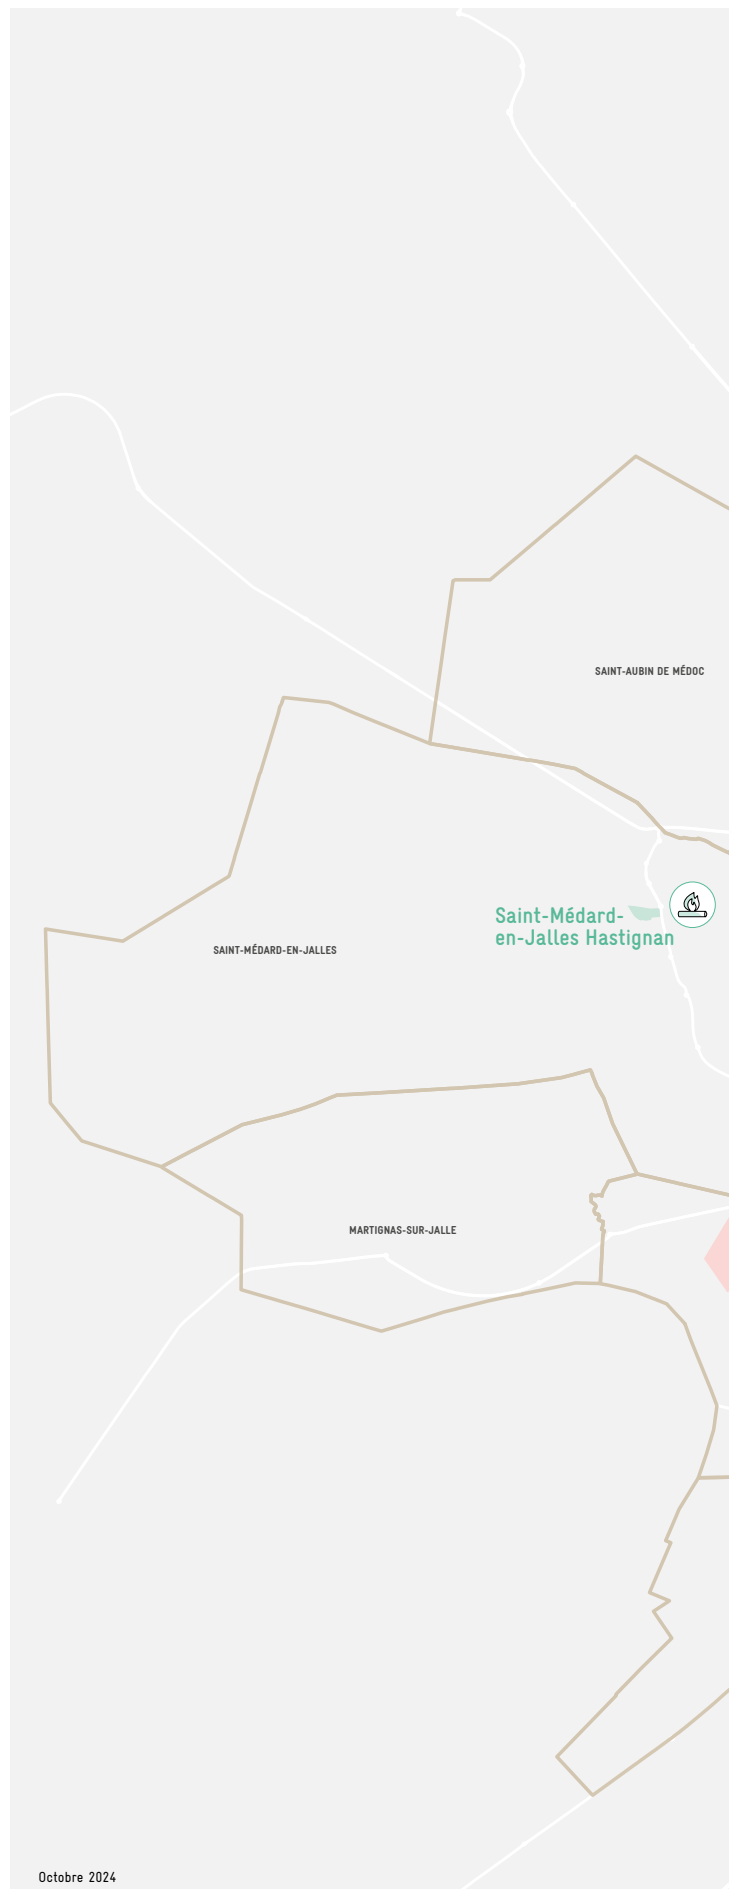 SAINT-AUBIN DE MÉDOC
Saint-Médard-
en-Jalles Hastignan
SAINT-MÉDARD-EN-JALLES
MARTIGNAS-SUR-JALLE
Octobre 2024